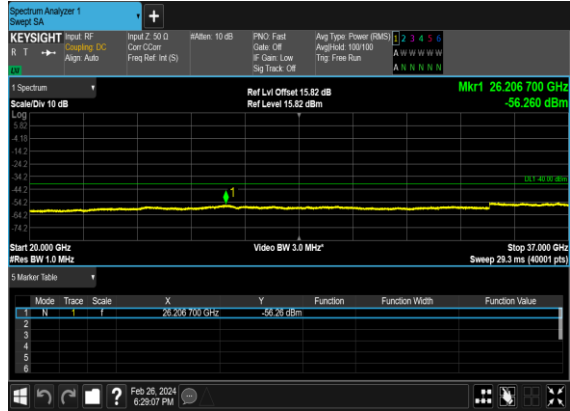 Spectrum Analyzer 1
Swept SA
KEYSIGHT
R T
LV
Input: RF
Coupling: DC
Align: Auto
Input Z: 50 Ω
Corr CCorr
Freq Ref: Int (S)
#Atten: 10 dB
PNO: Fast
Gate: Off
IF Gain: Low
Sig Track: Off
Avg Type: Power (RMS)
Avg|Hold: 100/100
Trig: Free Run
1 2 3 4 5 6
A W W W W W
A N N N N N
1 Spectrum
Scale/Div 10 dB
Ref Lvl Offset 15.82 dB
Ref Level 15.82 dBm
Mkr1 26.206 700 GHz
-56.260 dBm
Log
5.82
-4.18
-14.2
-24.2
-34.2
-44.2
-54.2
-64.2
-74.2
DL1 -40.00 dBm
1
Start 20.000 GHz
#Res BW 1.0 MHz
Video BW 3.0 MHz*
Stop 37.000 GHz
Sweep 29.3 ms (40001 pts)
5 Marker Table
Mode Trace Scale X Y Function Function Width Function Value
1 N 1 f 26.206 700 GHz -56.26 dBm
2
3
4
5
6
?
Feb 26, 2024
6:29:07 PM